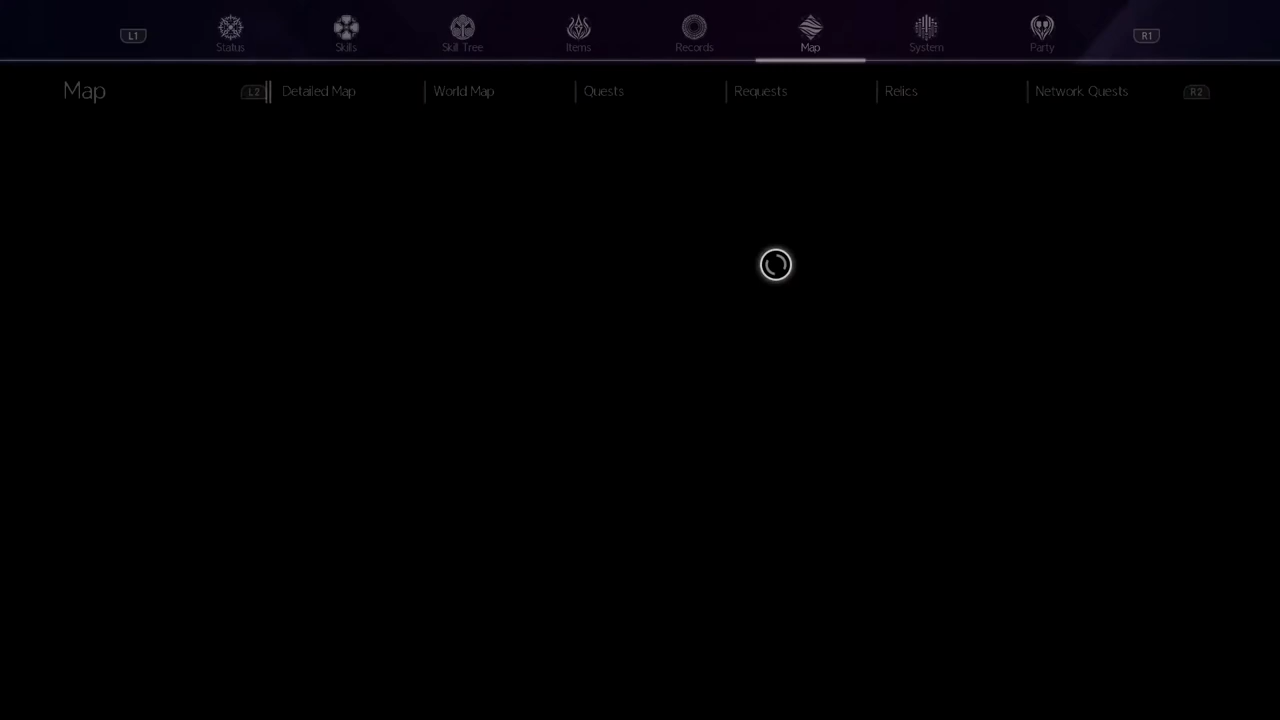 L1 Status Skills Skill Tree Items Records Map System Party R1
Map L2 Detailed Map World Map Quests Requests Relics Network Quests R2